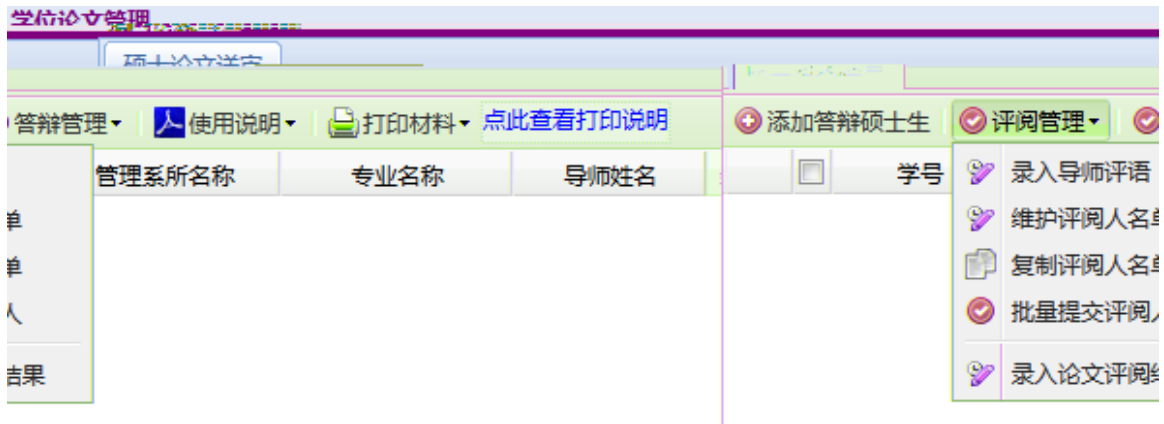 学位论文管理
硕士论文送审
答辩管理 使用说明 打印材料 点此查看打印说明
管理系所名称 专业名称 导师姓名
单
单
人
结果
添加答辩硕士生 评阅管理
学号
录入导师评语
维护评阅人名单
复制评阅人名单
批量提交评阅人
录入论文评阅结